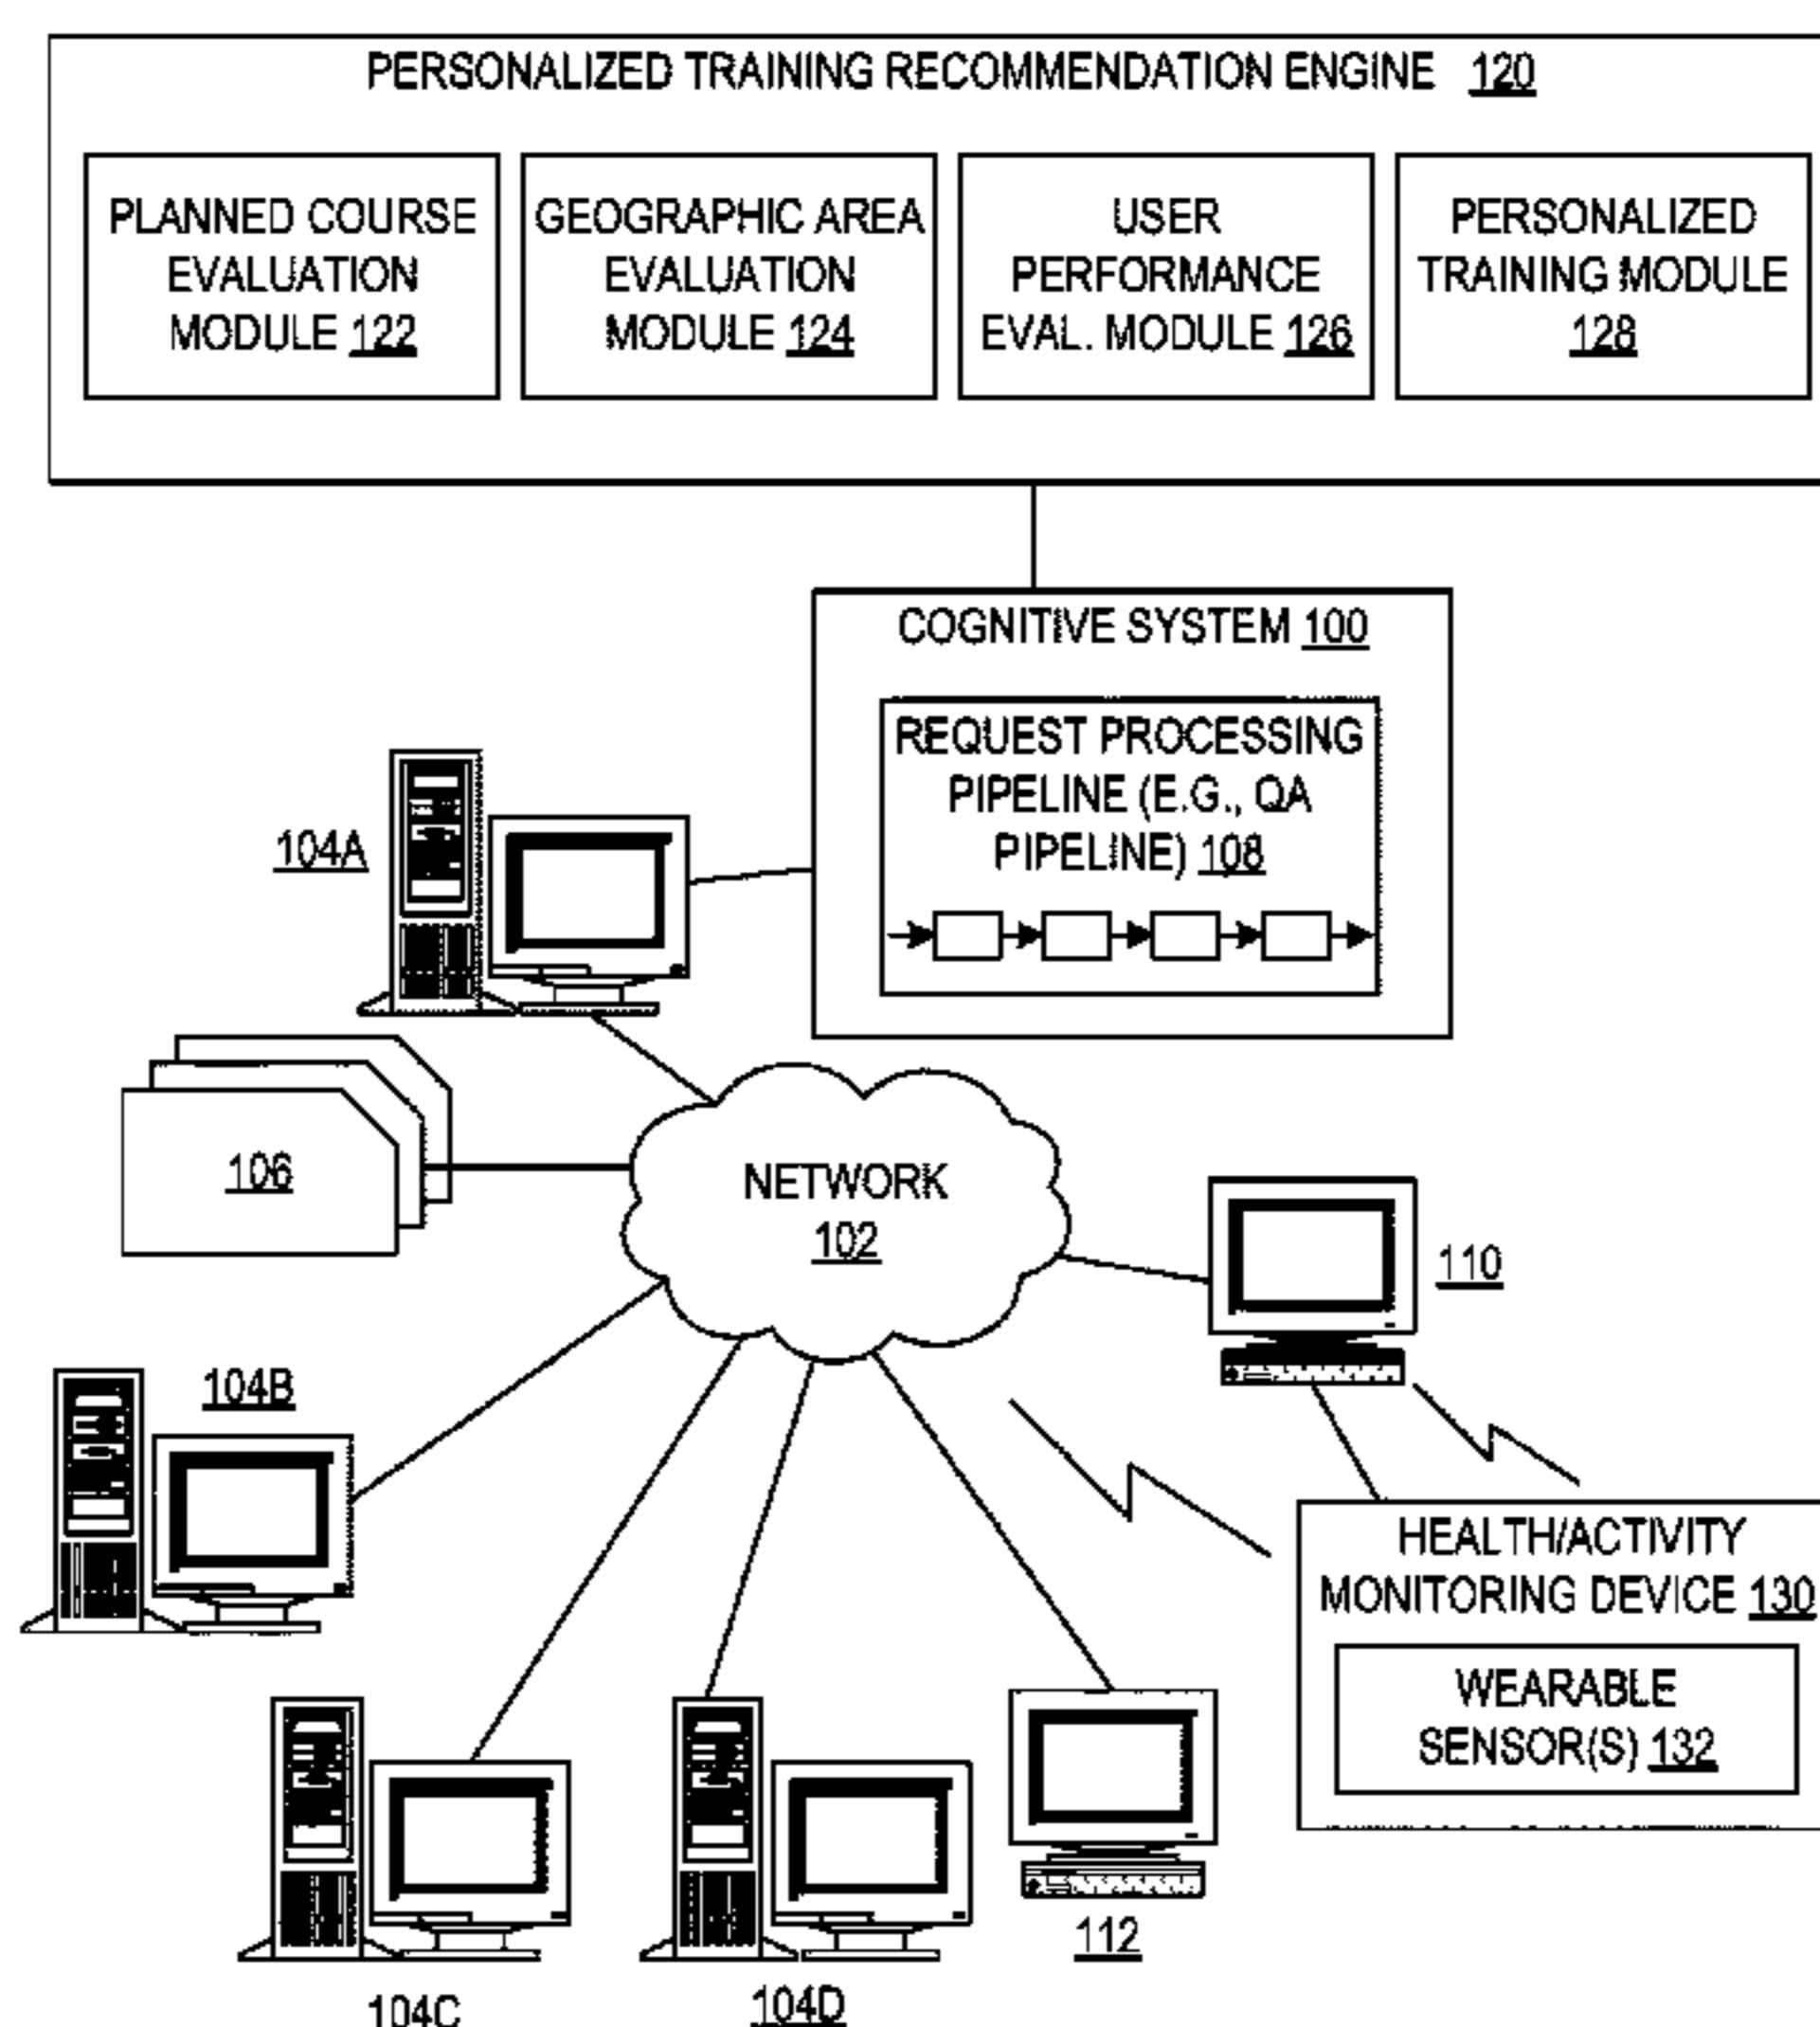 PERSONALIZED TRAINING RECOMMENDATION ENGINE 120
PLANNED COURSE
EVALUATION
MODULE 122
GEOGRAPHIC AREA
EVALUATION
MODULE 124
USER
PERFORMANCE
EVAL. MODULE 126
PERSONALIZED
TRAINING MODULE
128
COGNITIVE SYSTEM 100
REQUEST PROCESSING
PIPELINE (E.G., QA
PIPELINE) 108
104A
106
NETWORK
102
110
104B
HEALTH/ACTIVITY
MONITORING DEVICE 130
WEARABLE
SENSOR(S) 132
112
104C
104D